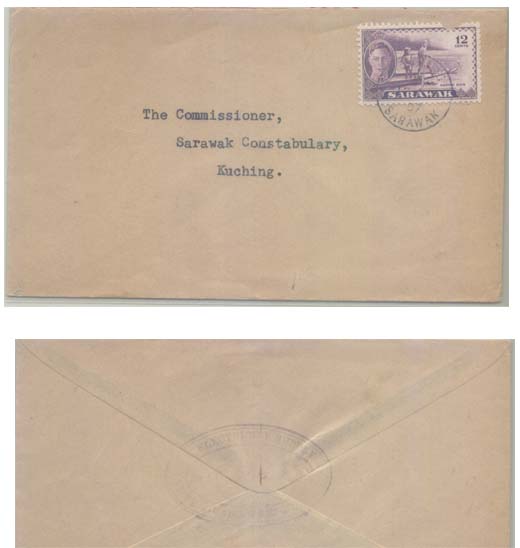 12
CENTS
SARAWAK
SARAWAK
The Commissioner,
Sarawak Constabulary,
Kuching.